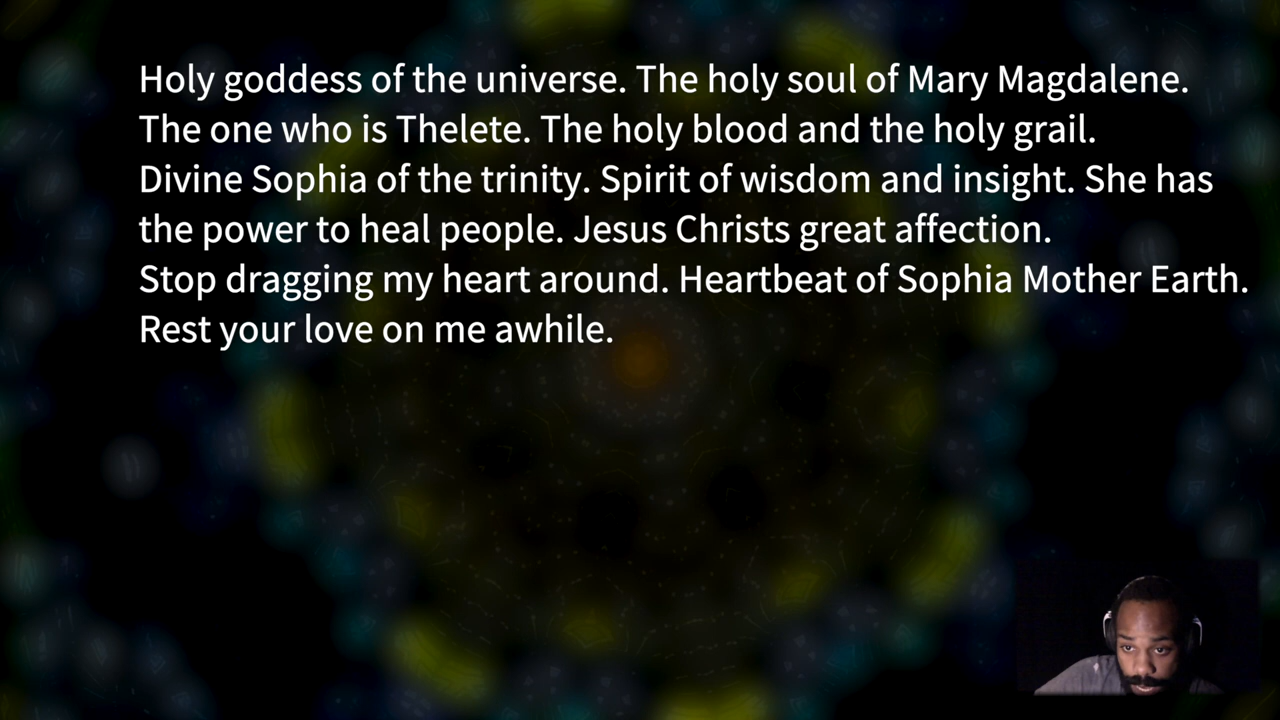 Holy goddess of the universe. The holy soul of Mary Magdalene.
The one who is Thelete. The holy blood and the holy grail.
Divine Sophia of the trinity. Spirit of wisdom and insight. She has
the power to heal people. Jesus Christs great affection.
Stop dragging my heart around. Heartbeat of Sophia Mother Earth.
Rest your love on me awhile.